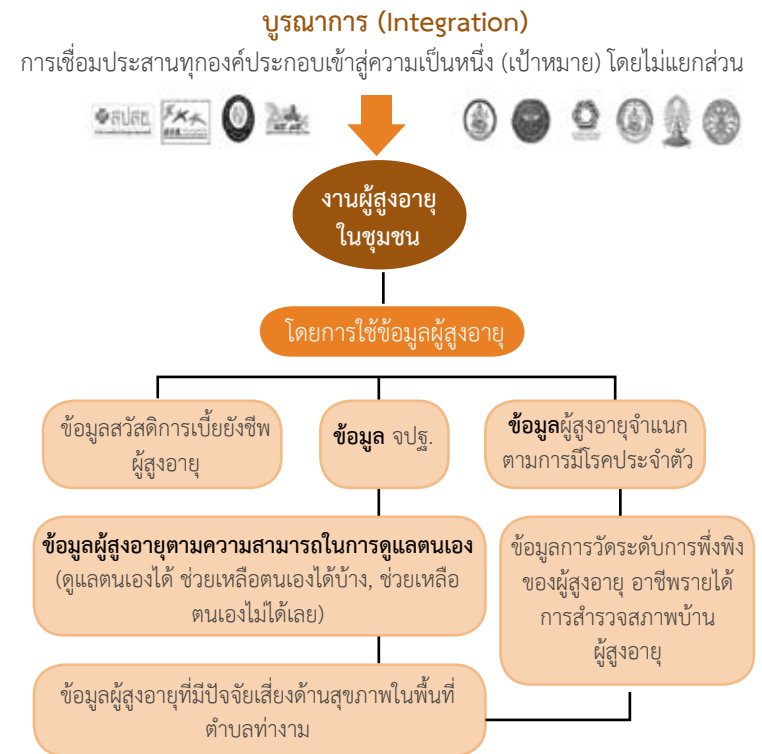 บูรณาการ (Integration)
การเชื่อมประสานทุกองค์ประกอบเข้าสู่ความเป็นหนึ่ง (เป้าหมาย) โดยไม่แยกส่วน
สปสช
งานผู้สูงอายุ
ในชุมชน
โดยการใช้ข้อมูลผู้สูงอายุ
ข้อมูลสวัสดิการเบี้ยยังชีพ
ผู้สูงอายุ
ข้อมูล จปฐ.
ข้อมูลผู้สูงอายุจำแนก
ตามการมีโรคประจำตัว
ข้อมูลผู้สูงอายุตามความสามารถในการดูแลตนเอง
(ดูแลตนเองได้ ช่วยเหลือตนเองได้บ้าง, ช่วยเหลือ
ตนเองไม่ได้เลย)
ข้อมูลการวัดระดับการพึ่งพิง
ของผู้สูงอายุ อาชีพรายได้
การสำรวจสภาพบ้าน
ผู้สูงอายุ
ข้อมูลผู้สูงอายุที่มีปัจจัยเสี่ยงด้านสุขภาพในพื้นที่
ตำบลท่างาม